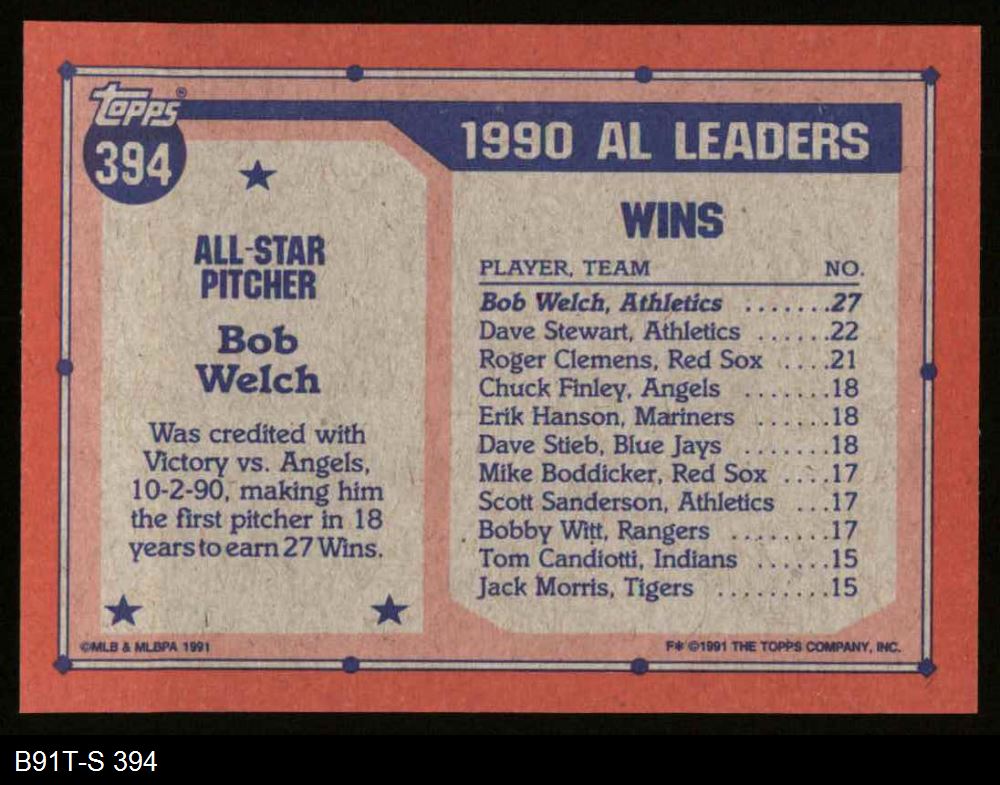 Topps®
394
ALL-STAR
PITCHER
Bob
Welch
Was credited with
Victory vs. Angels,
10-2-90, making him
the first pitcher in 18
years to earn 27 Wins.
©MLB & MLBPA 1991
1990 AL LEADERS
WINS
PLAYER, TEAM NO.
Bob Welch, Athletics .......27
Dave Stewart, Athletics ......22
Roger Clemens, Red Sox ....21
Chuck Finley, Angels .......18
Erik Hanson, Mariners ......18
Dave Stieb, Blue Jays .......18
Mike Boddicker, Red Sox ....17
Scott Sanderson, Athletics ...17
Bobby Witt, Rangers ........17
Tom Candiotti, Indians ......15
Jack Morris, Tigers .........15
F* ©1991 THE TOPPS COMPANY, INC.
B91T-S 394